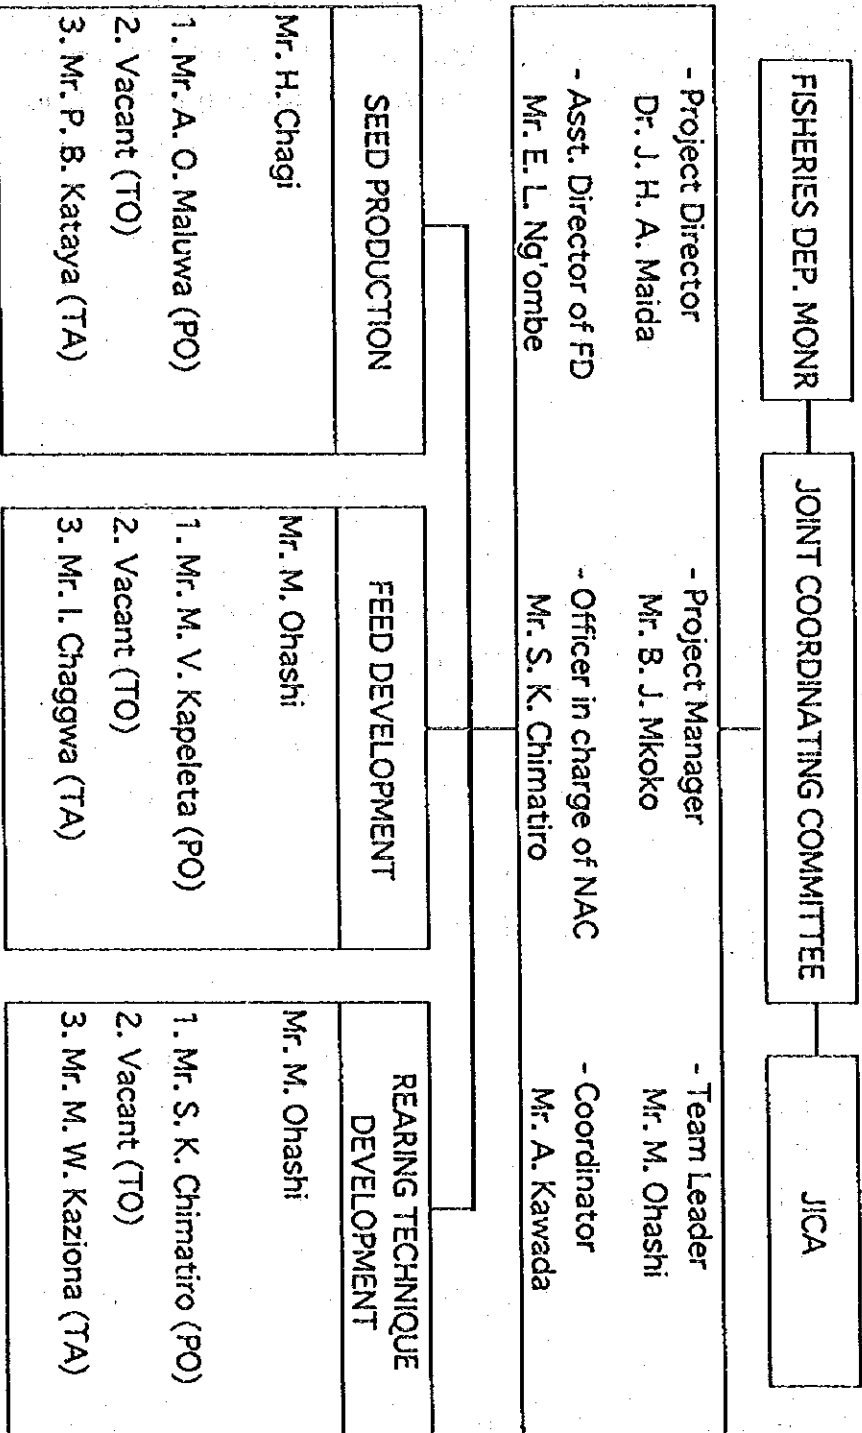 FISHERIES DEP. MONR
JOINT COORDINATING COMMITTEE
JICA
- Project Director
Dr. J. H. A. Maida
- Asst. Director of FD
Mr. E. L. Ng'ombe
- Project Manager
Mr. B. J. Mkoko
- Officer in charge of NAC
Mr. S. K. Chimatiro
- Team Leader
Mr. M. Ohashi
- Coordinator
Mr. A. Kawada
SEED PRODUCTION
Mr. H. Chagi
1. Mr. A. O. Maluwa (PO)
2. Vacant (TO)
3. Mr. P. B. Kataya (TA)
FEED DEVELOPMENT
Mr. M. Ohashi
1. Mr. M. V. Kapeleta (PO)
2. Vacant (TO)
3. Mr. I. Chaggwa (TA)
REARING TECHNIQUE
DEVELOPMENT
Mr. M. Ohashi
1. Mr. S. K. Chimatiro (PO)
2. Vacant (TO)
3. Mr. M. W. Kaziona (TA)